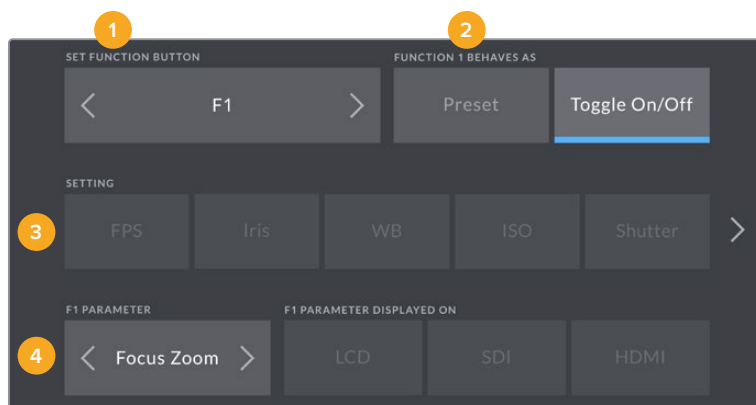 1 2
SET FUNCTION BUTTON FUNCTION 1 BEHAVES AS
F1 Preset Toggle On/Off
SETTING
3 FPS Iris WB ISO Shutter
F1 PARAMETER F1 PARAMETER DISPLAYED ON
4 Focus Zoom LCD SDI HDMI